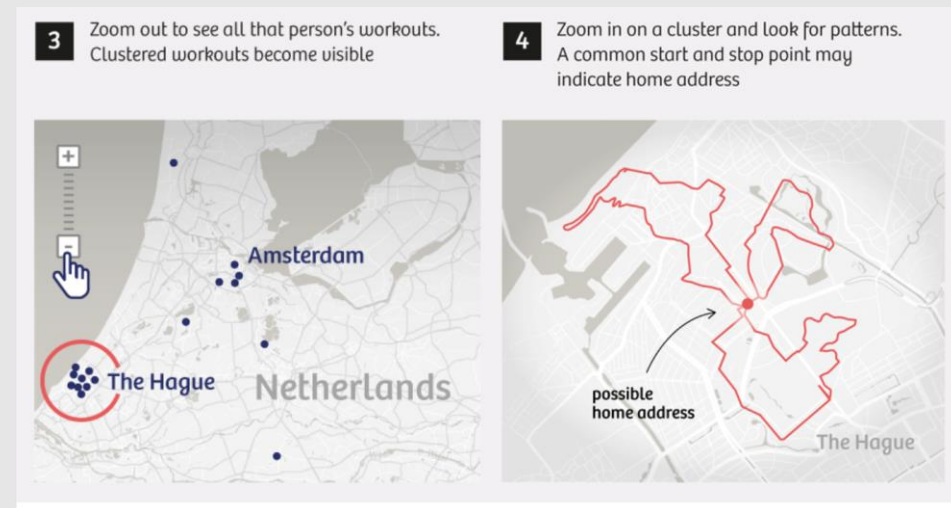 3
Zoom out to see all that person's workouts.
Clustered workouts become visible
4
Zoom in on a cluster and look for patterns.
A common start and stop point may
indicate home address
+
-
Amsterdam
The Hague
Netherlands
possible
home address
The Hague